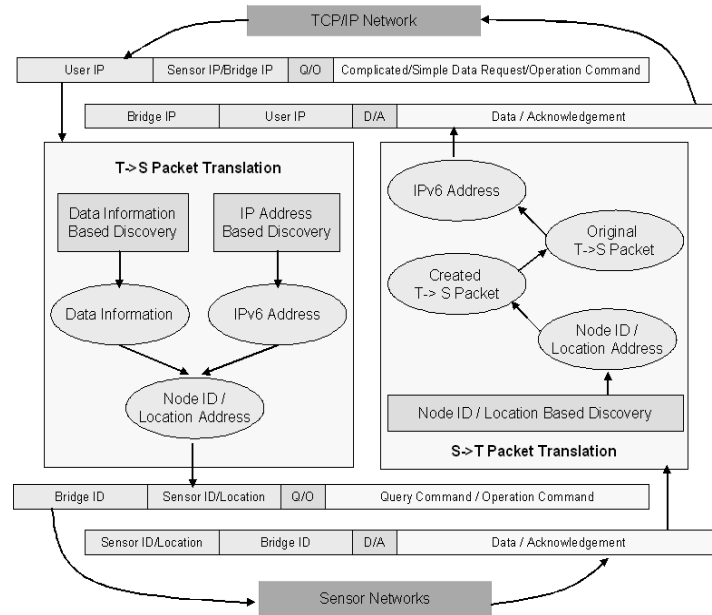 TCP/IP Network
User IP
Sensor IP/Bridge IP
Q/O
Complicated/Simple Data Request/Operation Command
Bridge IP
User IP
D/A
Data / Acknowledgement
T->S Packet Translation
Data Information
Based Discovery
IP Address
Based Discovery
Data Information
IPv6 Address
Node ID /
Location Address
IPv6 Address
Original
T->S Packet
Created
T-> S Packet
Node ID /
Location Address
Node ID / Location Based Discovery
S->T Packet Translation
Bridge ID
Sensor ID/Location
Q/O
Query Command / Operation Command
Sensor ID/Location
Bridge ID
D/A
Data / Acknowledgement
Sensor Networks